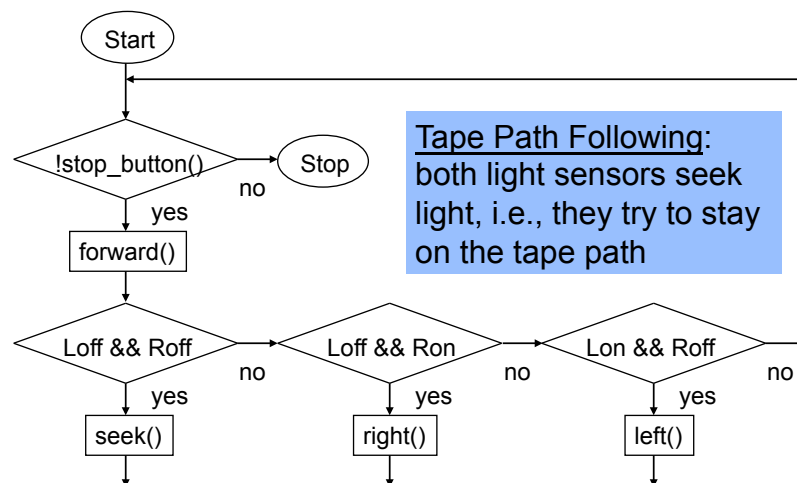 Start
!stop_button()
no
Stop
yes
Tape Path Following:
both light sensors seek
light, i.e., they try to stay
on the tape path
forward()
Loff && Roff
no
Loff && Ron
no
Lon && Roff
no
yes
yes
yes
seek()
right()
left()